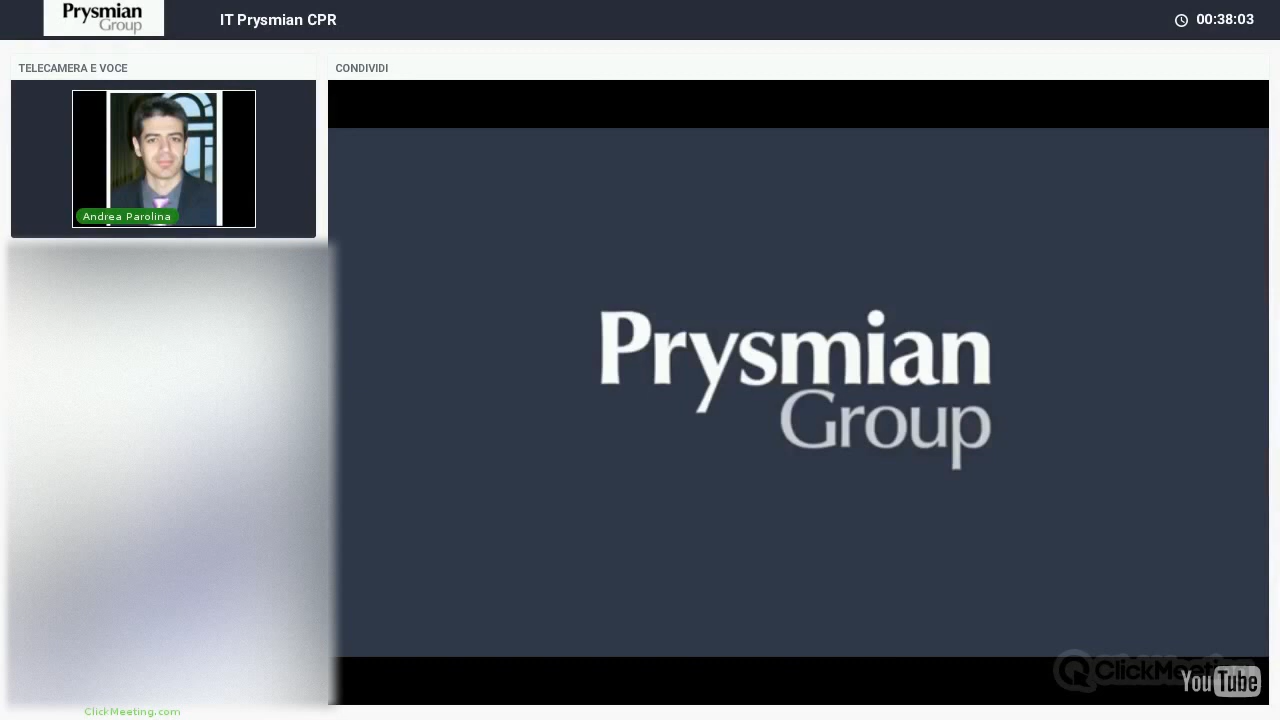 Prysmian
Group
IT Prysmian CPR
00:38:03
TELECAMERA E VOCE
CONDIVIDI
Andrea Parolina
Prysmian
Group
ClickMeeting
YouTube
ClickMeeting.com